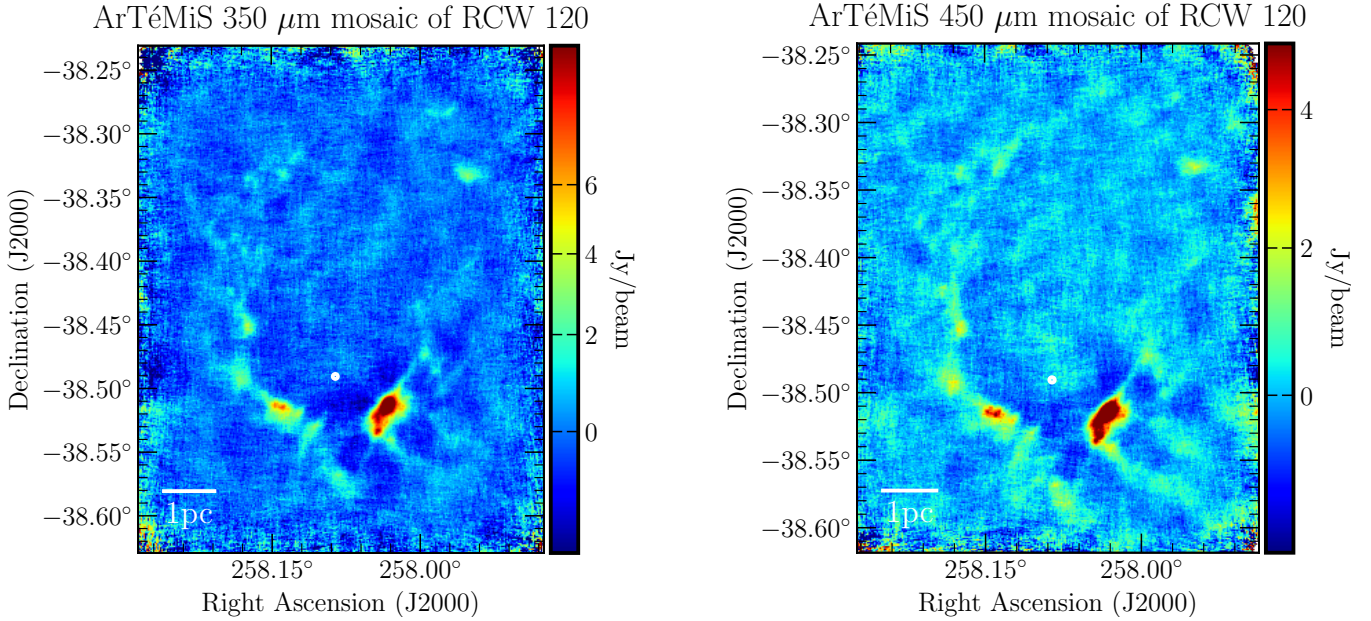 ArTéMiS 350 μm mosaic of RCW 120
−38.25°
−38.30°
−38.35°
−38.40°
−38.45°
−38.50°
−38.55°
−38.60°
Declination (J2000)
1pc
258.15°
258.00°
Right Ascension (J2000)
6
4
2
0
Jy/beam
ArTéMiS 450 μm mosaic of RCW 120
−38.25°
−38.30°
−38.35°
−38.40°
−38.45°
−38.50°
−38.55°
−38.60°
Declination (J2000)
1pc
258.15°
258.00°
Right Ascension (J2000)
4
2
0
Jy/beam